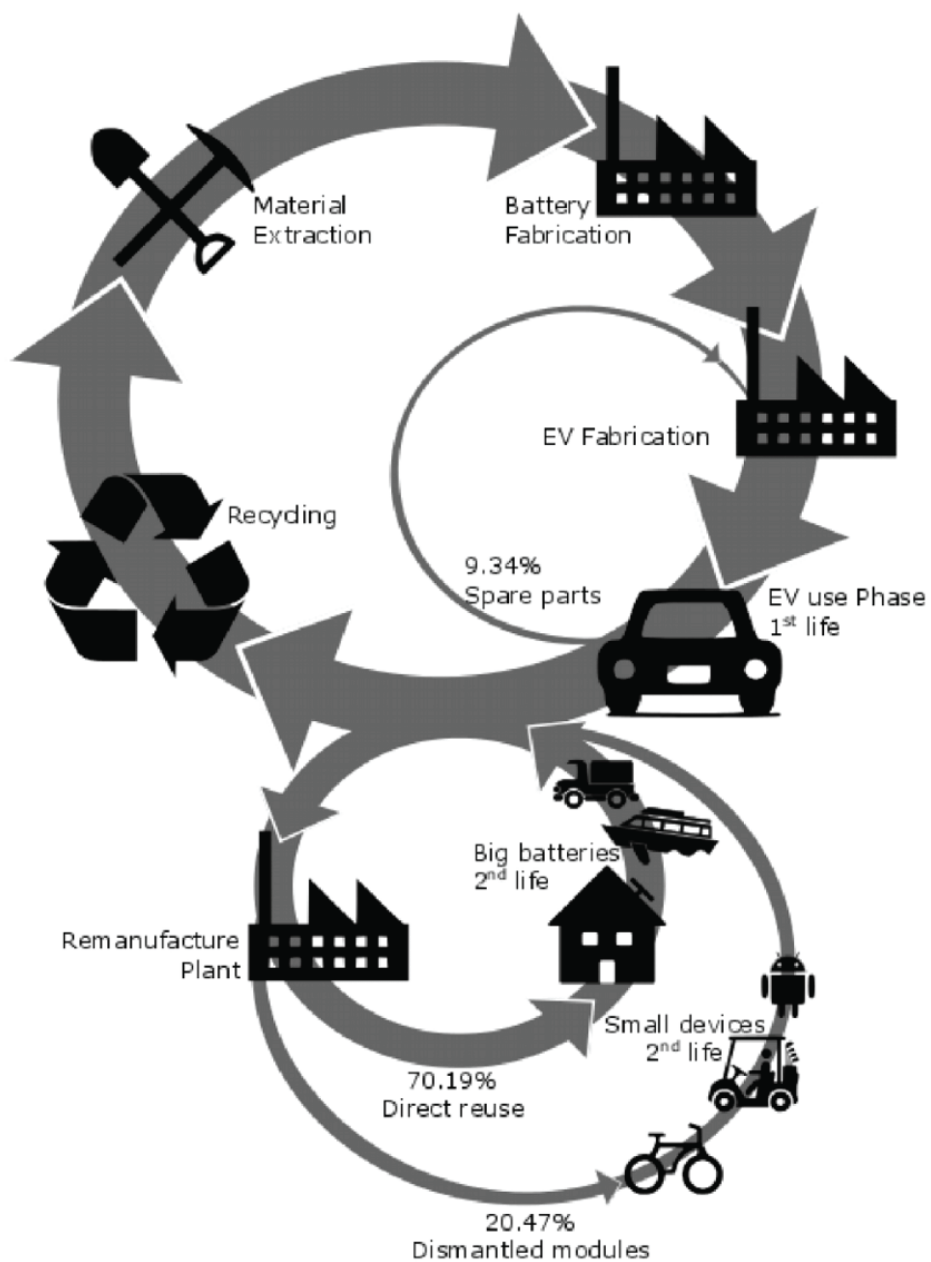 Material
Extraction
Battery
Fabrication
EV Fabrication
Recycling
9.34%
Spare parts
EV use Phase
1st life
Big batteries
2nd life
Remanufacture
Plant
Small devices
2nd life
70.19%
Direct reuse
20.47%
Dismantled modules